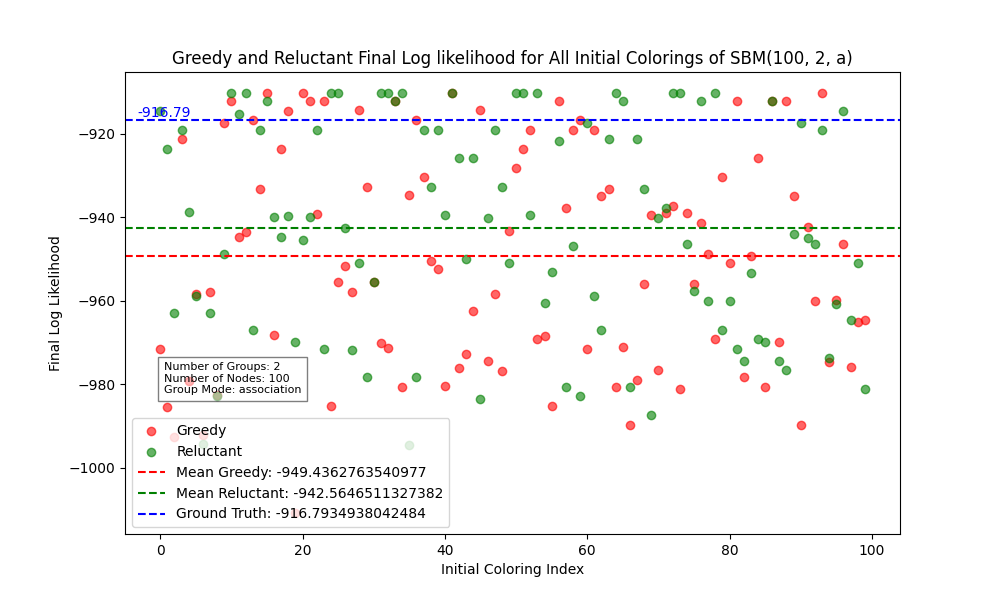 Greedy and Reluctant Final Log likelihood for All Initial Colorings of SBM(100, 2, a)
-916.79
−920
−940
−960
−980
−1000
Final Log Likelihood
Number of Groups: 2
Number of Nodes: 100
Group Mode: association
Greedy
Reluctant
Mean Greedy: -949.4362763540977
Mean Reluctant: -942.5646511327382
Ground Truth: -916.7934938042484
0 20 40 60 80 100
Initial Coloring Index